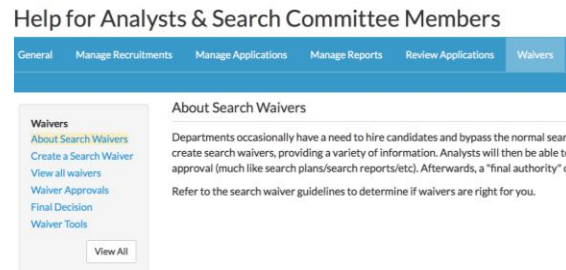 Help for Analysts & Search Committee Members
General Manage Recruitments Manage Applications Manage Reports Review Applications Waivers
Waivers
About Search Waivers
Create a Search Waiver
View all waivers
Waiver Approvals
Final Decision
Waiver Tools
View All
About Search Waivers
Departments occasionally have a need to hire candidates and bypass the normal sear
create search waivers, providing a variety of information. Analysts will then be able t
approval (much like search plans/search reports/etc). Afterwards, a "final authority"
Refer to the search waiver guidelines to determine if waivers are right for you.